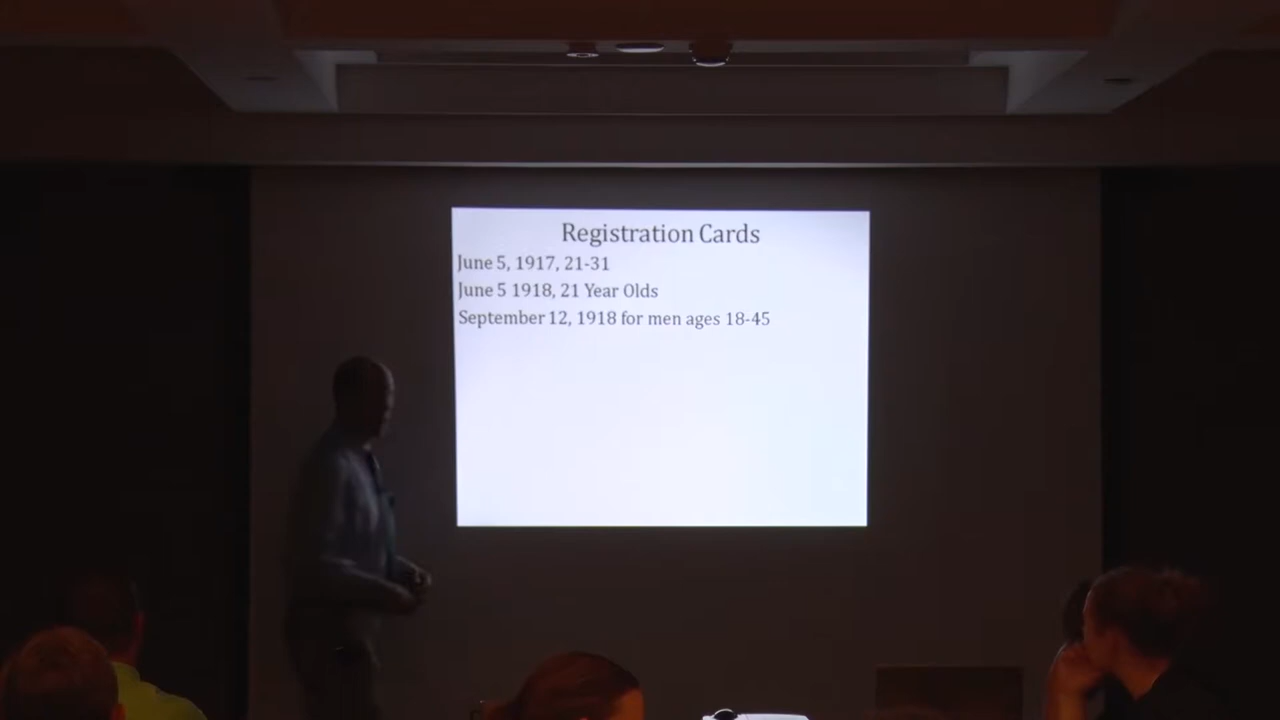 Registration Cards
June 5, 1917, 21-31
June 5 1918, 21 Year Olds
September 12, 1918 for men ages 18-45